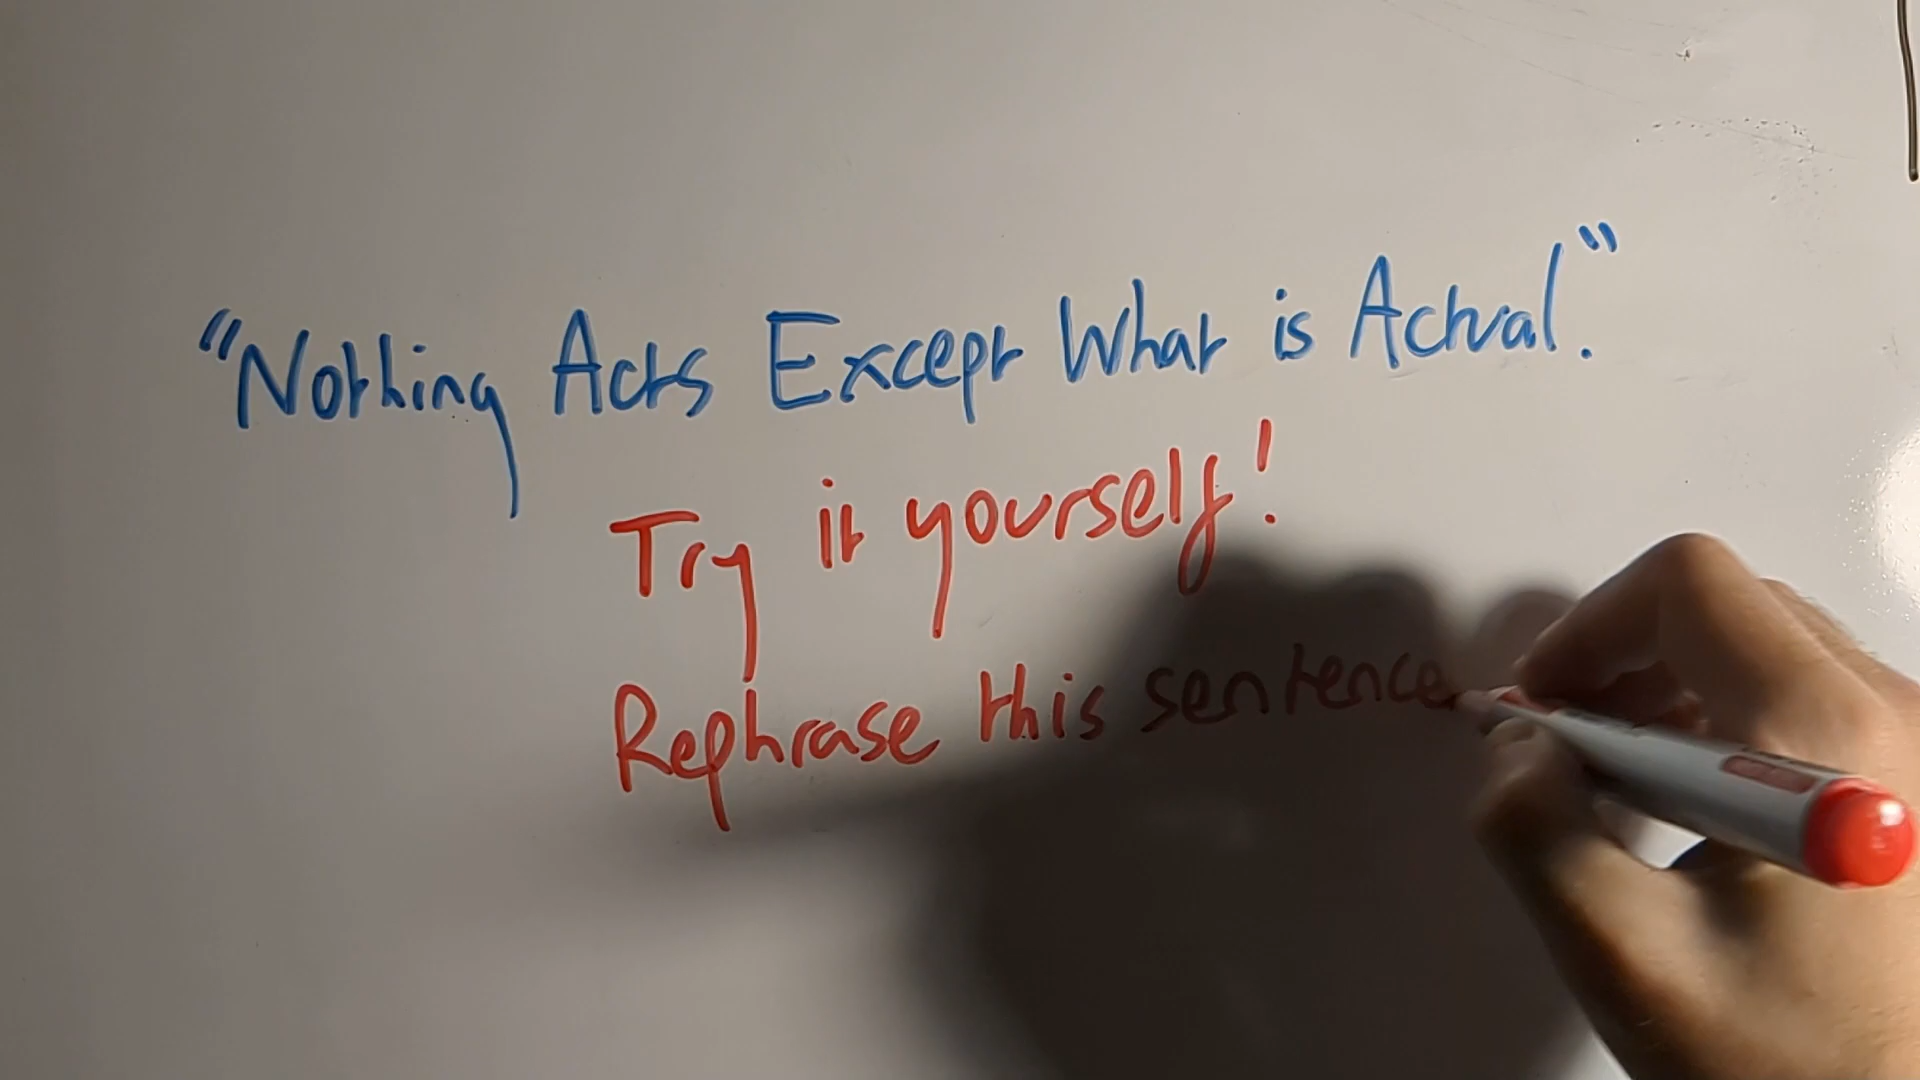 "Nothing Acts Except What is Actual."
Try it yourself!
Rephrase this sentence